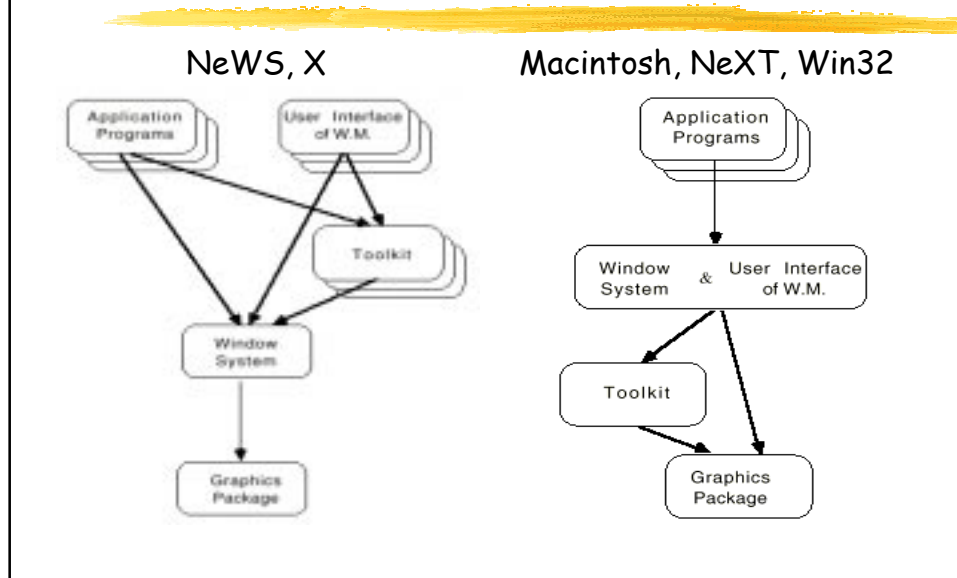 NeWS, X
Application
Programs
User Interface
of W.M.
Toolkit
Window
System
Graphics
Package
Macintosh, NeXT, Win32
Application
Programs
Window
System
&
User Interface
of W.M.
Toolkit
Graphics
Package